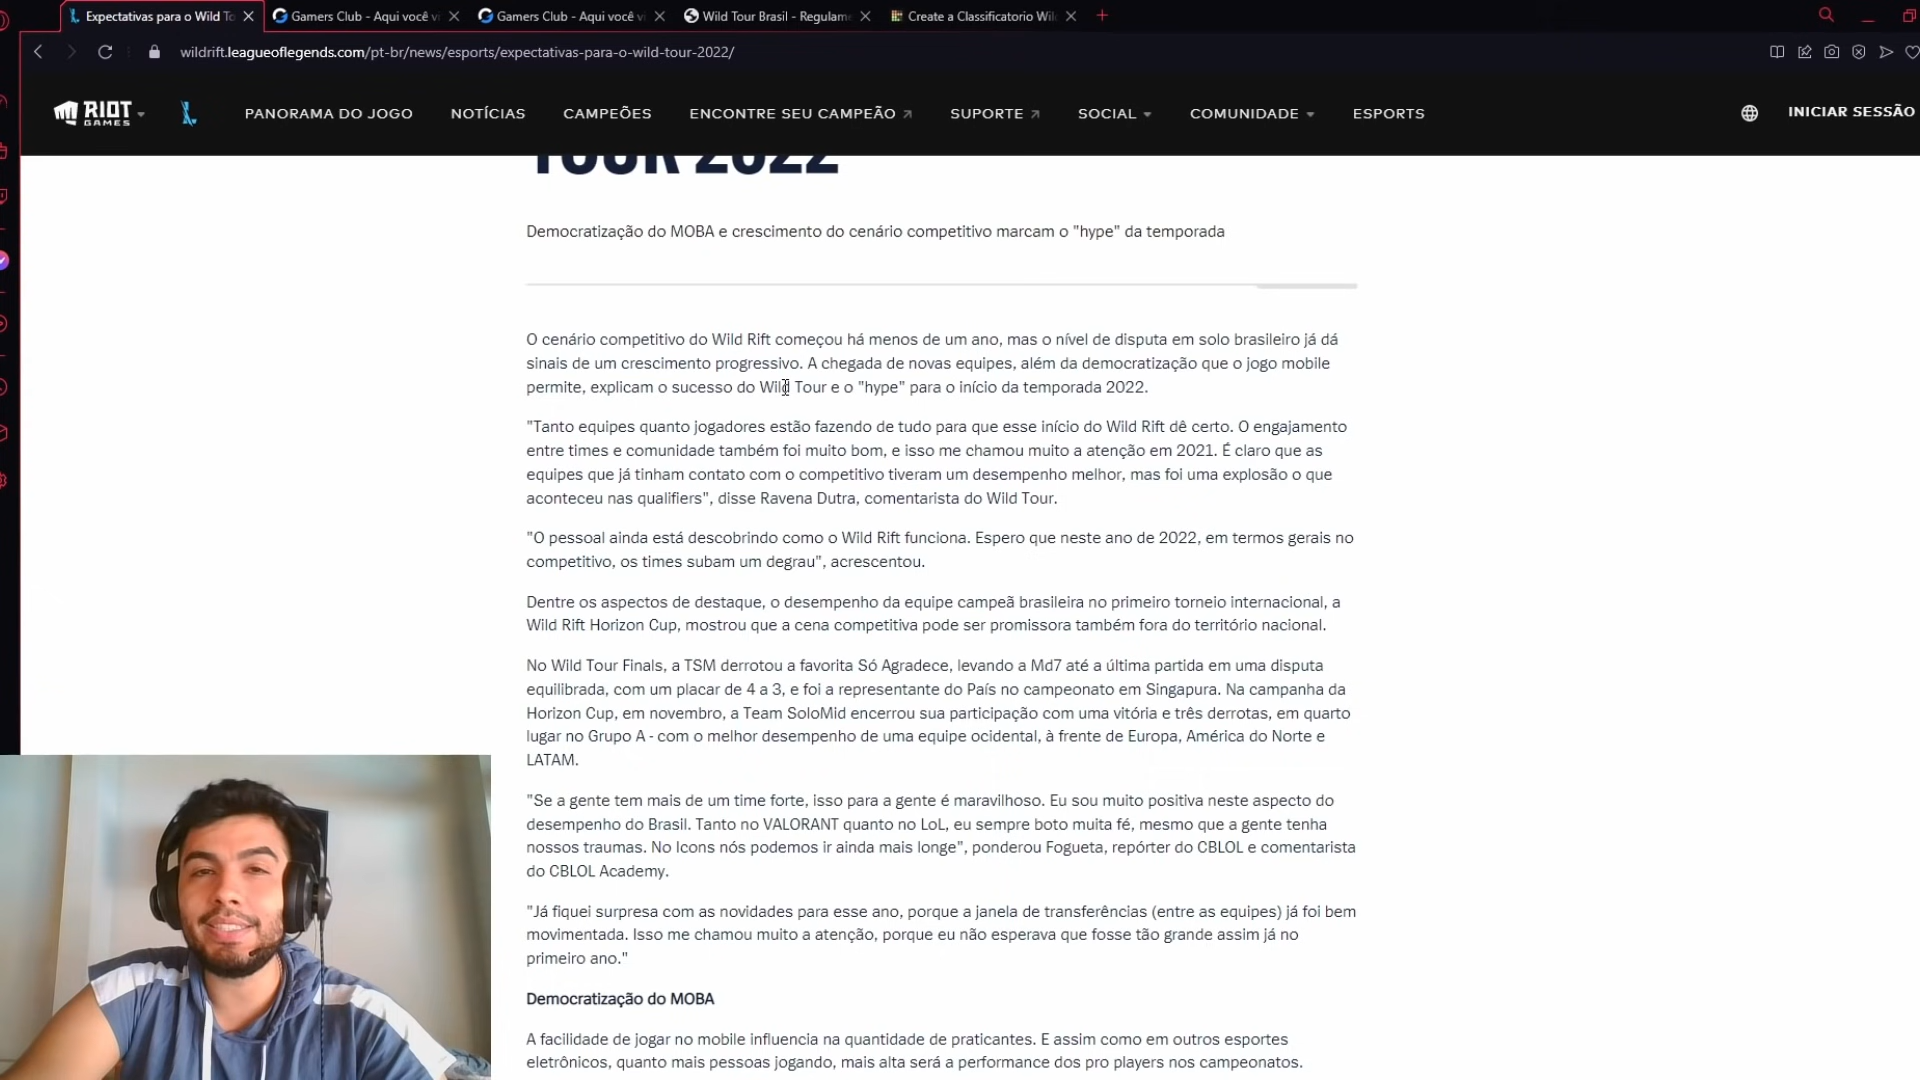 Expectativas para o Wild To
Gamers Club - Aqui você v
Gamers Club - Aqui você v
Wild Tour Brasil - Regulam
Create a Classificatorio Wil
wildrift.leagueoflegends.com/pt-br/news/esports/expectativas-para-o-wild-tour-2022/
RIOT GAMES
PANORAMA DO JOGO
NOTÍCIAS
CAMPEÕES
ENCONTRE SEU CAMPEÃO
SUPORTE
SOCIAL
COMUNIDADE
ESPORTS
INICIAR SESSÃO
TOUR 2022
Democratização do MOBA e crescimento do cenário competitivo marcam o "hype" da temporada
O cenário competitivo do Wild Rift começou há menos de um ano, mas o nível de disputa em solo brasileiro já dá
sinais de um crescimento progressivo. A chegada de novas equipes, além da democratização que o jogo mobile
permite, explicam o sucesso do Wild Tour e o "hype" para o início da temporada 2022.
"Tanto equipes quanto jogadores estão fazendo de tudo para que esse início do Wild Rift dê certo. O engajamento
entre times e comunidade também foi muito bom, e isso me chamou muito a atenção em 2021. É claro que as
equipes que já tinham contato com o competitivo tiveram um desempenho melhor, mas foi uma explosão o que
aconteceu nas qualifiers", disse Ravena Dutra, comentarista do Wild Tour.
"O pessoal ainda está descobrindo como o Wild Rift funciona. Espero que neste ano de 2022, em termos gerais no
competitivo, os times subam um degrau", acrescentou.
Dentre os aspectos de destaque, o desempenho da equipe campeã brasileira no primeiro torneio internacional, a
Wild Rift Horizon Cup, mostrou que a cena competitiva pode ser promissora também fora do território nacional.
No Wild Tour Finals, a TSM derrotou a favorita Só Agradece, levando a Md7 até a última partida em uma disputa
equilibrada, com um placar de 4 a 3, e foi a representante do País no campeonato em Singapura. Na campanha da
Horizon Cup, em novembro, a Team SoloMid encerrou sua participação com uma vitória e três derrotas, em quarto
lugar no Grupo A - com o melhor desempenho de uma equipe ocidental, à frente de Europa, América do Norte e
LATAM.
"Se a gente tem mais de um time forte, isso para a gente é maravilhoso. Eu sou muito positiva neste aspecto do
desempenho do Brasil. Tanto no VALORANT quanto no LoL, eu sempre boto muita fé, mesmo que a gente tenha
nossos traumas. No Icons nós podemos ir ainda mais longe", ponderou Fogueta, repórter do CBLOL e comentarista
do CBLOL Academy.
"Já fiquei surpresa com as novidades para esse ano, porque a janela de transferências (entre as equipes) já foi bem
movimentada. Isso me chamou muito a atenção, porque eu não esperava que fosse tão grande assim já no
primeiro ano."
Democratização do MOBA
A facilidade de jogar no mobile influencia na quantidade de praticantes. E assim como em outros esportes
eletrônicos, quanto mais pessoas jogando, mais alta será a performance dos pro players nos campeonatos.